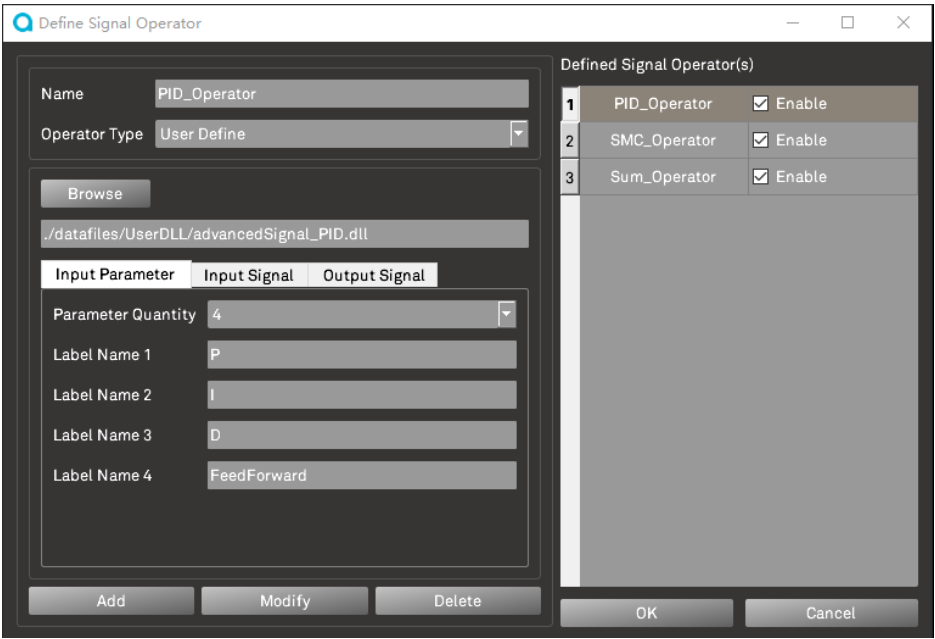 Define Signal Operator
Name PID_Operator
Operator Type User Define
Browse
./datafiles/UserDLL/advancedSignal_PID.dll
Input Parameter Input Signal Output Signal
Parameter Quantity 4
Label Name 1 P
Label Name 2 I
Label Name 3 D
Label Name 4 FeedForward
Add Modify Delete
Defined Signal Operator(s)
1 PID_Operator Enable
2 SMC_Operator Enable
3 Sum_Operator Enable
OK Cancel